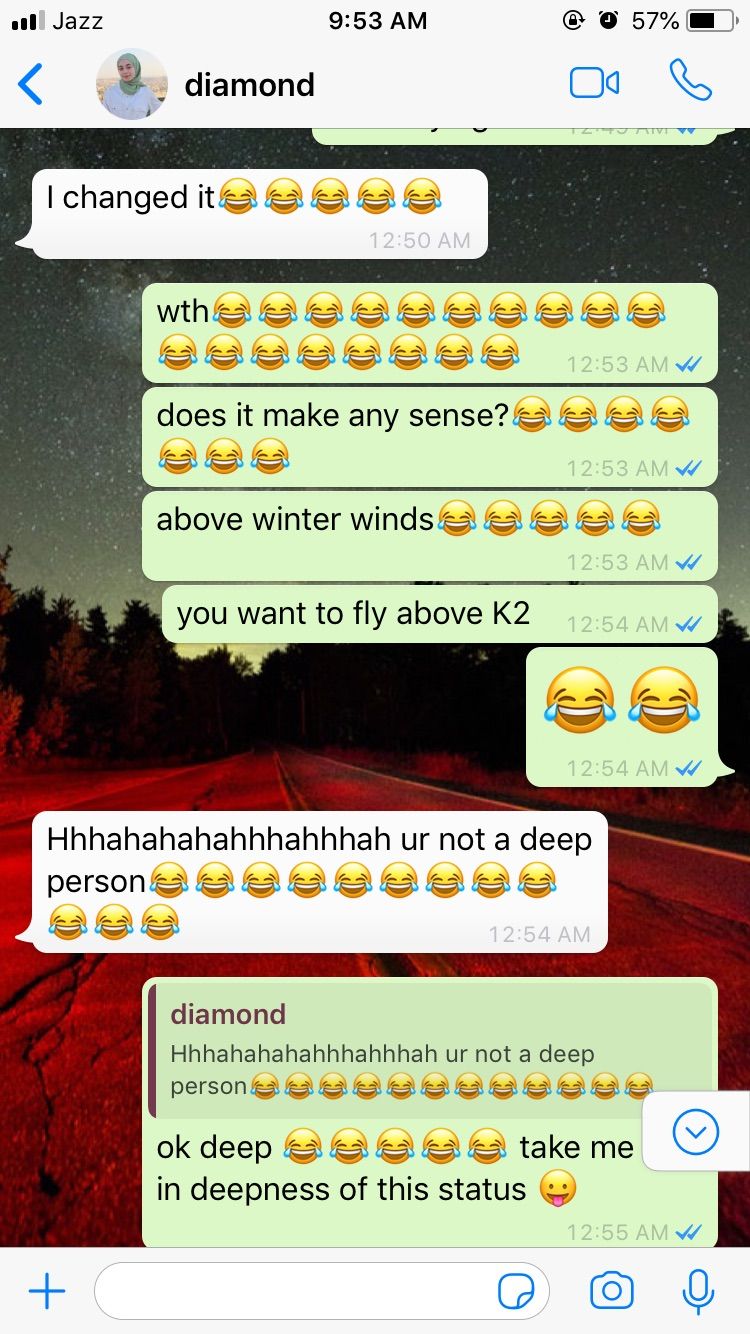 Jazz 9:53 AM 57%
diamond
12:49 AM
I changed it😂😂😂😂😂
12:50 AM
wth😂😂😂😂😂😂😂😂😂😂
😂😂😂😂😂😂😂😂
12:53 AM
does it make any sense?😂😂😂😂
😂😂😂
12:53 AM
above winter winds😂😂😂😂😂
12:53 AM
you want to fly above K2 12:54 AM
😂😂
12:54 AM
Hhhahahahahhhahhhah ur not a deep
person😂😂😂😂😂😂😂😂😂
😂😂😂
12:54 AM
diamond
Hhhahahahahhhahhhah ur not a deep
person😂😂😂😂😂😂😂😂😂😂😂😂
ok deep 😂😂😂😂😂 take me
in deepness of this status 😛
12:55 AM